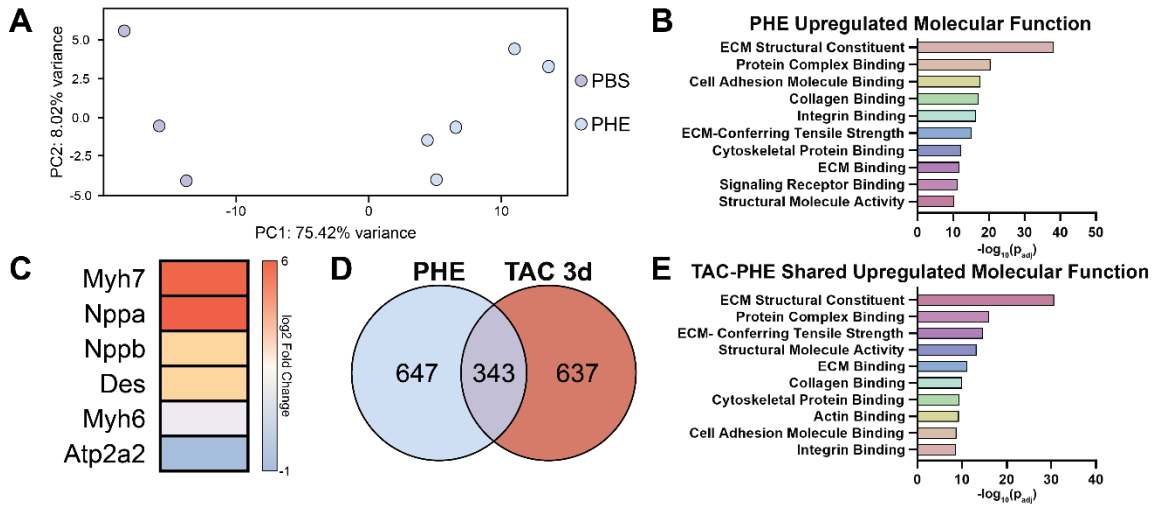 A
PC2: 8.02% variance
5.0
2.5
0.0
-2.5
-5.0
-10
0
10
PC1: 75.42% variance
PBS
PHE
B
PHE Upregulated Molecular Function
ECM Structural Constituent
Protein Complex Binding
Cell Adhesion Molecule Binding
Collagen Binding
Integrin Binding
ECM-Conferring Tensile Strength
Cytoskeletal Protein Binding
ECM Binding
Signaling Receptor Binding
Structural Molecule Activity
0 10 20 30 40 50
-log10(padj)
C
Myh7
Nppa
Nppb
Des
Myh6
Atp2a2
6
log2 Fold Change
-1
D
PHE TAC 3d
647 343 637
E
TAC-PHE Shared Upregulated Molecular Function
ECM Structural Constituent
Protein Complex Binding
ECM- Conferring Tensile Strength
Structural Molecule Activity
ECM Binding
Collagen Binding
Cytoskeletal Protein Binding
Actin Binding
Cell Adhesion Molecule Binding
Integrin Binding
0 10 20 30 40
-log10(padj)